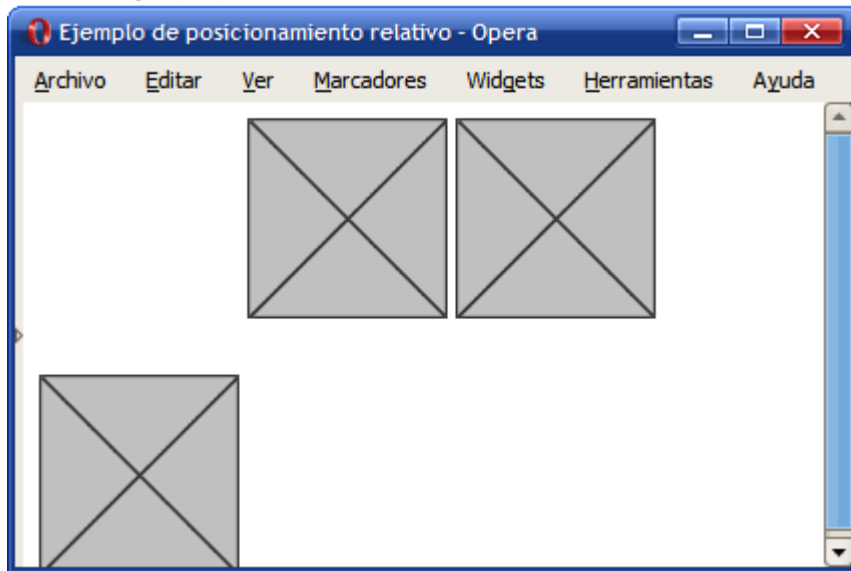 Ejemplo de posicionamiento relativo - Opera
Archivo Editar Ver Marcadores Widgets Herramientas Ayuda